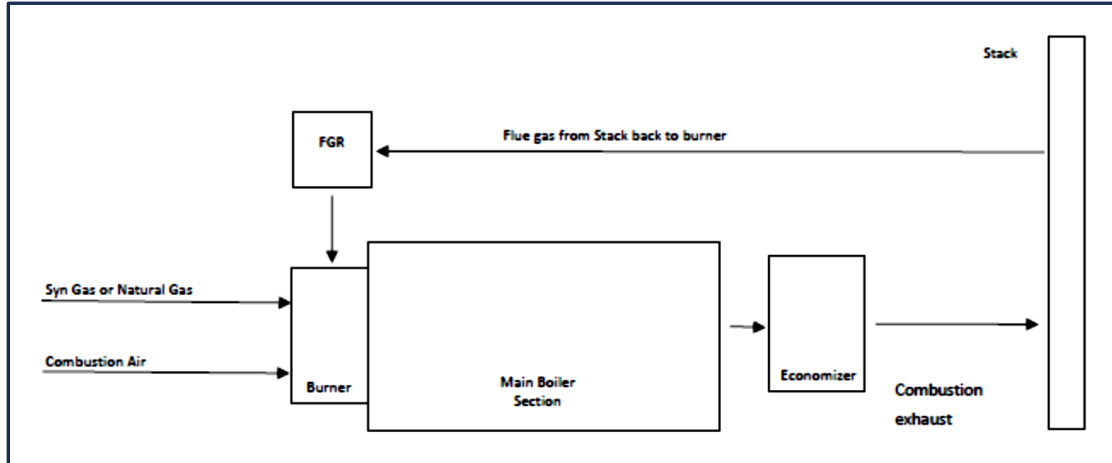 Stack
FGR
Flue gas from Stack back to burner
Syn Gas or Natural Gas
Combustion Air
Burner
Main Boiler
Section
Economizer
Combustion
exhaust